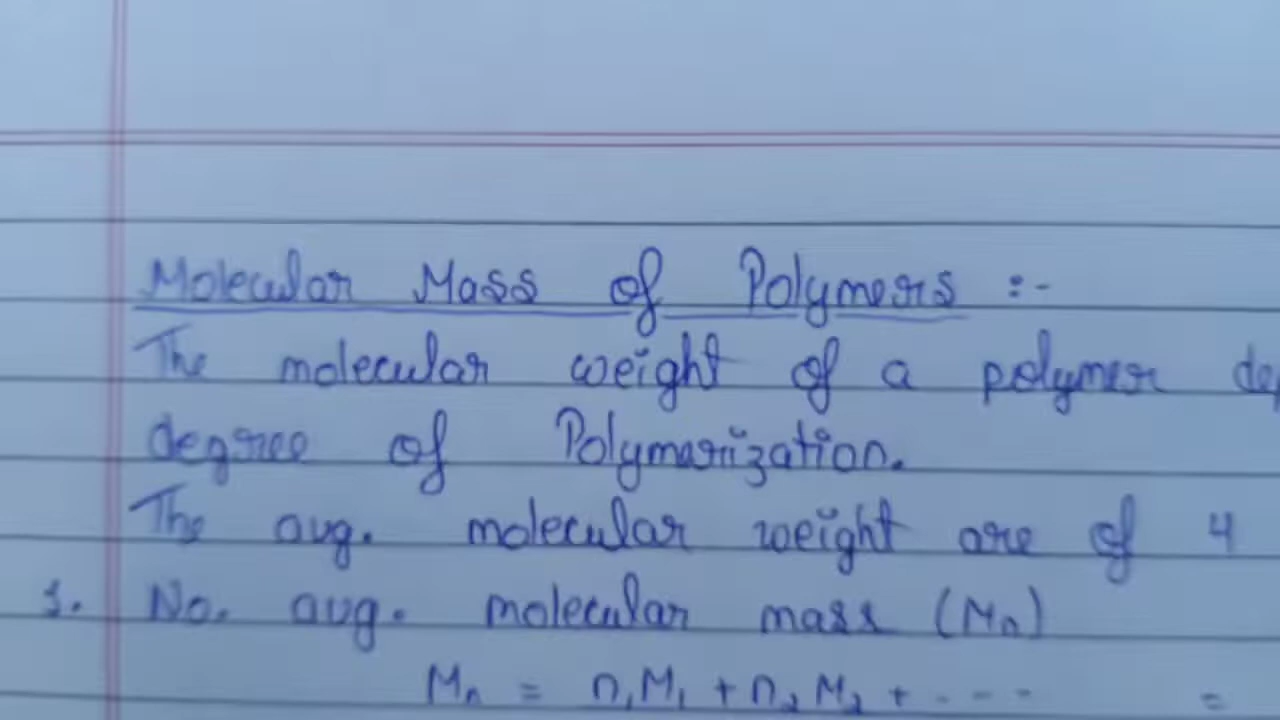 Molecular Mass of Polymers :-
The molecular weight of a polymer de
degree of Polymerization.
The avg. molecular weight are of 4
1. No. avg. molecular mass (Mn)
Mn = n1M1 + n2M2 + - - - =